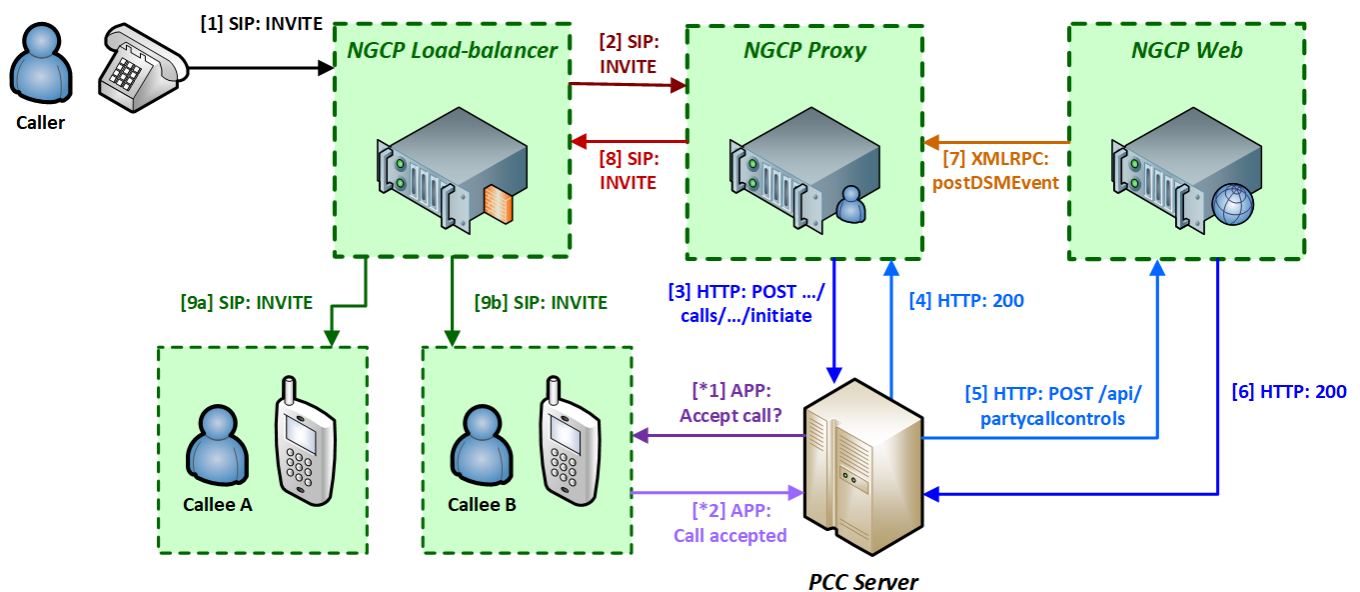 [1] SIP: INVITE
Caller
NGCP Load-balancer
[2] SIP:
INVITE
[8] SIP:
INVITE
NGCP Proxy
[7] XMLRPC:
postDSMEvent
NGCP Web
[9a] SIP: INVITE
[9b] SIP: INVITE
[3] HTTP: POST .../
calls/.../initiate
[4] HTTP: 200
[5] HTTP: POST /api/
partycallcontrols
[6] HTTP: 200
Callee A
Callee B
[*1] APP:
Accept call?
[*2] APP:
Call accepted
PCC Server